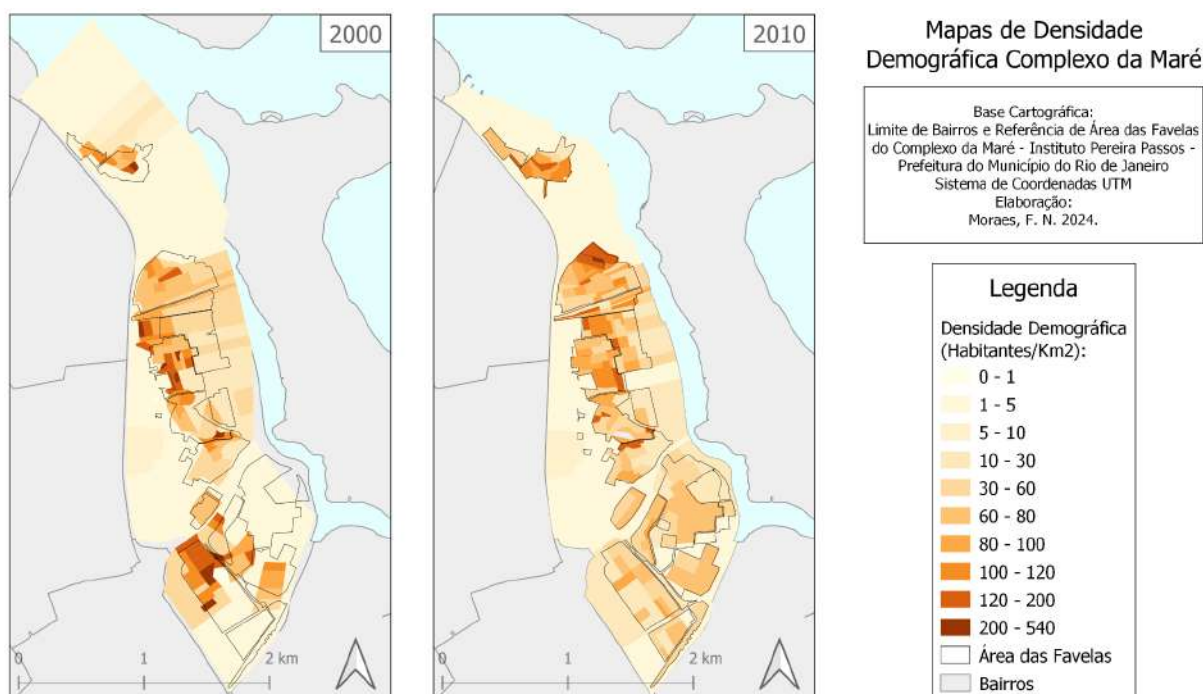 2000
2010
0
1
2 km
0
1
2 km
Mapas de Densidade
Demográfica Complexo da Maré
Base Cartográfica:
Limite de Bairros e Referência de Área das Favelas
do Complexo da Maré - Instituto Pereira Passos -
Prefeitura do Município do Rio de Janeiro
Sistema de Coordenadas UTM
Elaboração:
Moraes, F. N. 2024.
Legenda
Densidade Demográfica
(Habitantes/Km2):
0 - 1
1 - 5
5 - 10
10 - 30
30 - 60
60 - 80
80 - 100
100 - 120
120 - 200
200 - 540
Área das Favelas
Bairros